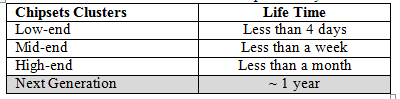 Chipsets Clusters Life Time
Low-end Less than 4 days
Mid-end Less than a week
High-end Less than a month
Next Generation ~ 1 year